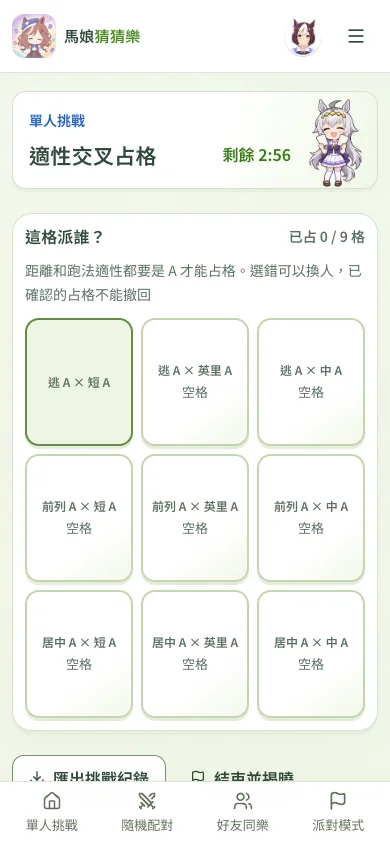 馬娘猜猜樂
單人挑戰
適性交叉占格
剩餘 2:56
這格派誰？
已占 0 / 9 格
距離和跑法適性都要是 A 才能占格。選錯可以換人，已
確認的占格不能撤回
逃 A × 短 A
逃 A × 英里 A
空格
逃 A × 中 A
空格
前列 A × 短 A
空格
前列 A × 英里 A
空格
前列 A × 中 A
空格
居中 A × 短 A
空格
居中 A × 英里 A
空格
居中 A × 中 A
空格
匯出挑戰紀錄
結束並揭曉
單人挑戰
隨機配對
好友同樂
派對模式